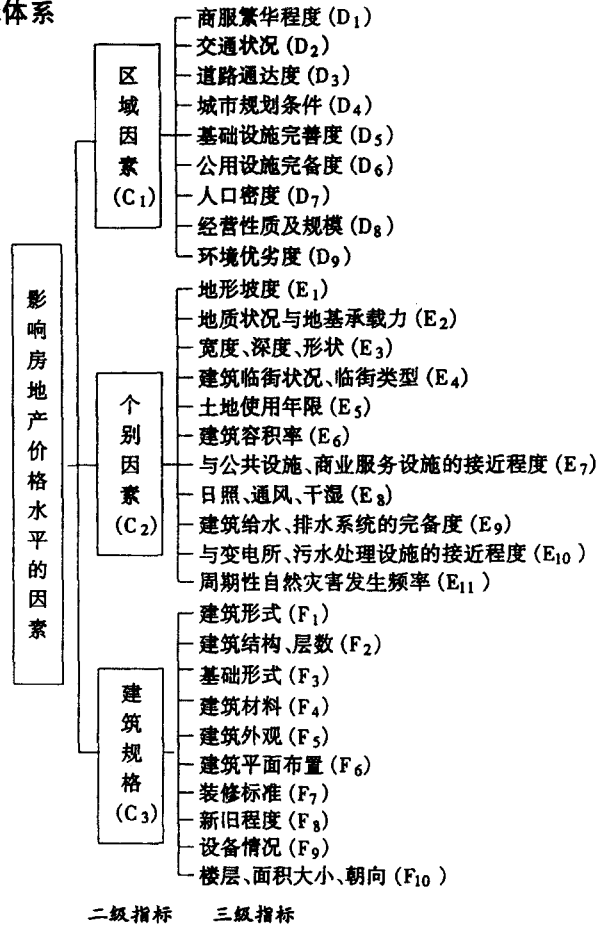 体系
影响房地产价格水平的因素
区域因素(C₁)
商服繁华程度(D₁)
交通状况(D₂)
道路通达度(D₃)
城市规划条件(D₄)
基础设施完善度(D₅)
公用设施完备度(D₆)
人口密度(D₇)
经营性质及规模(D₈)
环境优劣度(D₉)
个别因素(C₂)
地形坡度(E₁)
地质状况与地基承载力(E₂)
宽度、深度、形状(E₃)
建筑临街状况、临街类型(E₄)
土地使用年限(E₅)
建筑容积率(E₆)
与公共设施、商业服务设施的接近程度(E₇)
日照、通风、干湿(E₈)
建筑给水、排水系统的完备度(E₉)
与变电所、污水处理设施的接近程度(E₁₀)
周期性自然灾害发生频率(E₁₁)
建筑规格(C₃)
建筑形式(F₁)
建筑结构、层数(F₂)
基础形式(F₃)
建筑材料(F₄)
建筑外观(F₅)
建筑平面布置(F₆)
装修标准(F₇)
新旧程度(F₈)
设备情况(F₉)
楼层、面积大小、朝向(F₁₀)
二级指标 三级指标